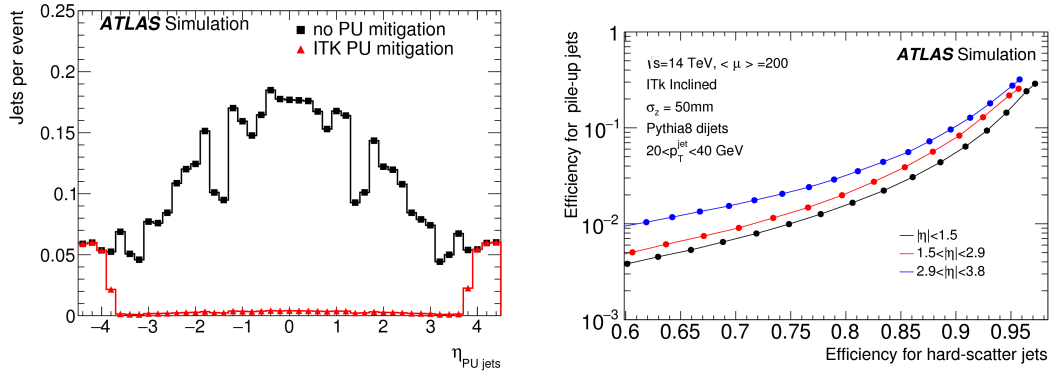 ATLAS Simulation
no PU mitigation
ITK PU mitigation
Jets per event
0.25
0.2
0.15
0.1
0.05
0
−4 −3 −2 −1 0 1 2 3 4
η PU jets
ATLAS Simulation
√s=14 TeV, < μ > =200
ITk Inclined
σz = 50mm
Pythia8 dijets
20<pTjet<40 GeV
Efficiency for pile-up jets
1
10−1
10−2
10−3
|η|<1.5
1.5<|η|<2.9
2.9<|η|<3.8
0.6 0.65 0.7 0.75 0.8 0.85 0.9 0.95
Efficiency for hard-scatter jets